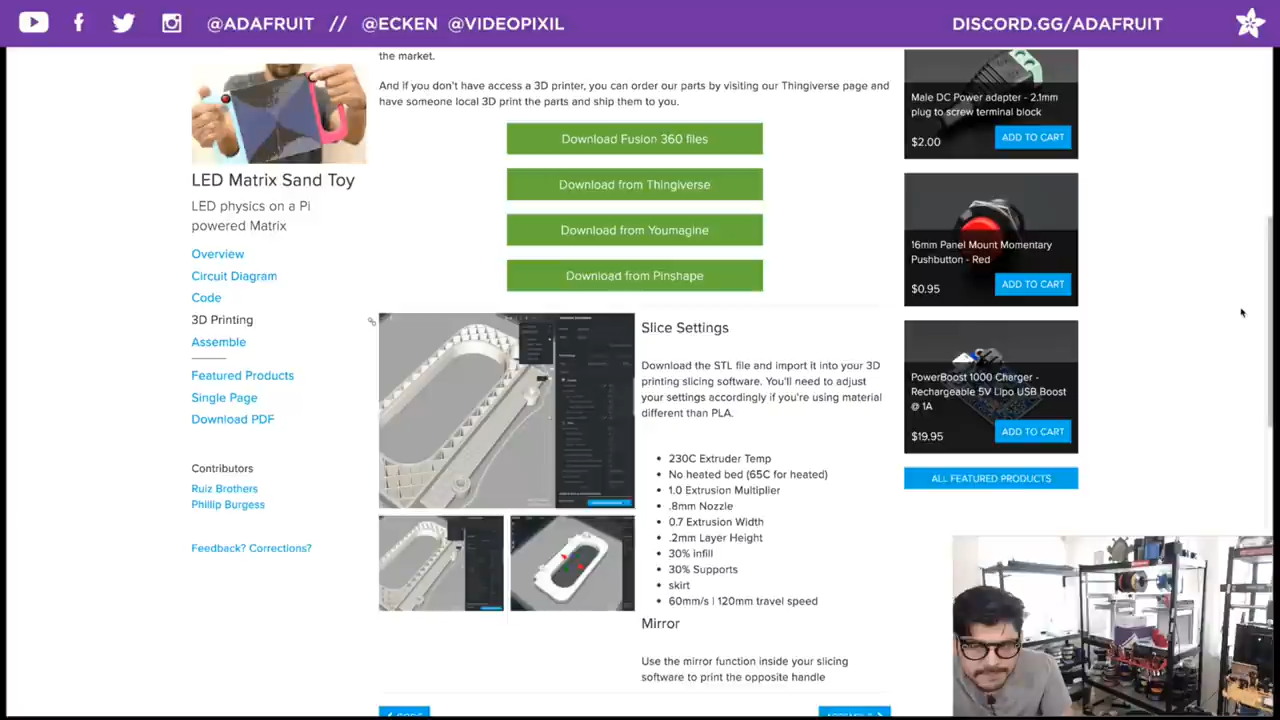 @ADAFRUIT // @ECKEN @VIDEOPIXIL
DISCORD.GG/ADAFRUIT
LED Matrix Sand Toy
LED physics on a Pi
powered Matrix
Overview
Circuit Diagram
Code
3D Printing
Assemble
Featured Products
Single Page
Download PDF
Contributors
Ruiz Brothers
Phillip Burgess
Feedback? Corrections?
the market.
And if you don't have access a 3D printer, you can order our parts by visiting our Thingiverse page and
have someone local 3D print the parts and ship them to you.
Download Fusion 360 files
Download from Thingiverse
Download from Youmagine
Download from Pinshape
Slice Settings
Download the STL file and import it into your 3D
printing slicing software. You'll need to adjust
your settings accordingly if you're using material
different than PLA.
230C Extruder Temp
No heated bed (65C for heated)
1.0 Extrusion Multiplier
.8mm Nozzle
0.7 Extrusion Width
.2mm Layer Height
30% infill
30% Supports
skirt
60mm/s | 120mm travel speed
Mirror
Use the mirror function inside your slicing
software to print the opposite handle
Male DC Power adapter - 2.1mm
plug to screw terminal block
$2.00
ADD TO CART
16mm Panel Mount Momentary
Pushbutton - Red
$0.95
ADD TO CART
PowerBoost 1000 Charger -
Rechargeable 5V Lipo USB Boost
@ 1A
$19.95
ADD TO CART
ALL FEATURED PRODUCTS